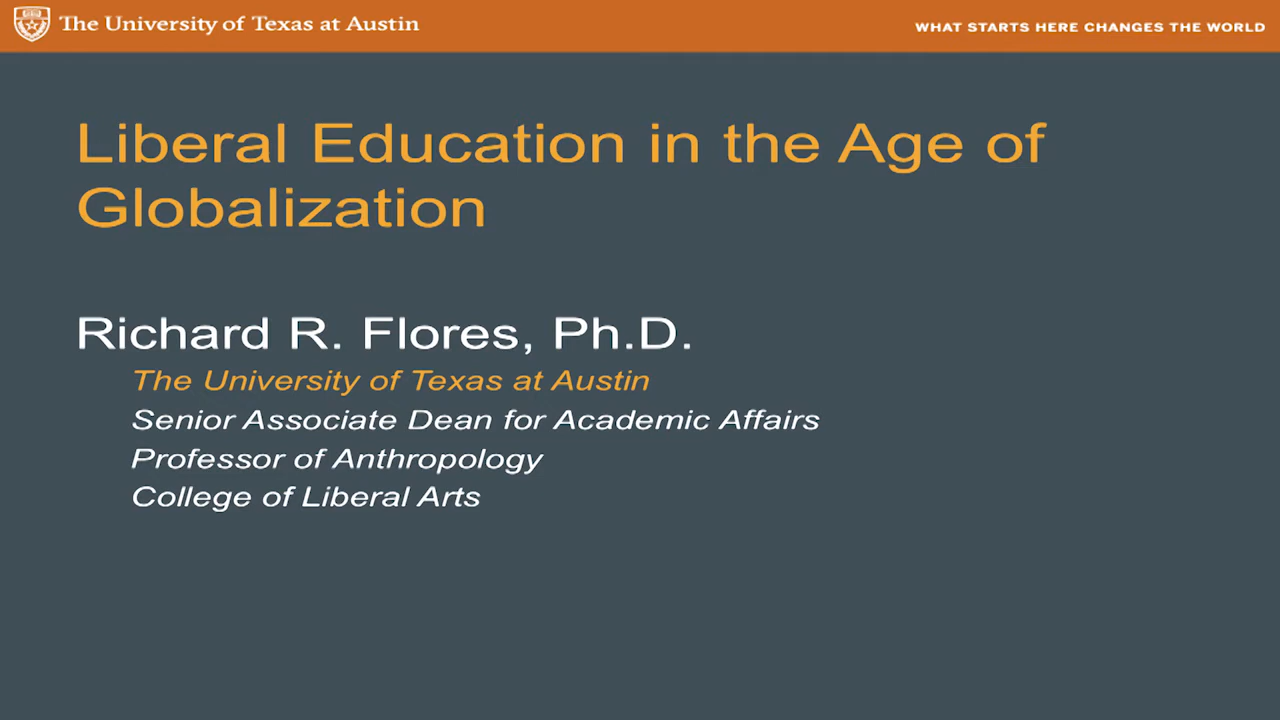 The University of Texas at Austin
WHAT STARTS HERE CHANGES THE WORLD
Liberal Education in the Age of
Globalization
Richard R. Flores, Ph.D.
The University of Texas at Austin
Senior Associate Dean for Academic Affairs
Professor of Anthropology
College of Liberal Arts